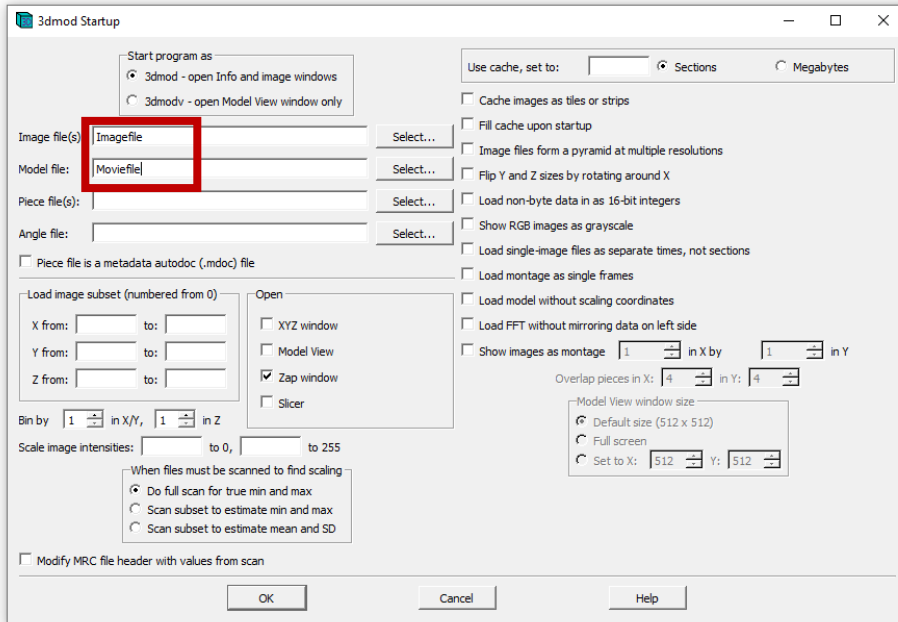 3dmod Startup
Start program as
3dmod - open Info and image windows
3dmodv - open Model View window only
Image file(s): Imagefile Select...
Model file: Moviefile Select...
Piece file(s): Select...
Angle file: Select...
Piece file is a metadata autodoc (.mdoc) file
Load image subset (numbered from 0)
X from: to:
Y from: to:
Z from: to:
Open
XYZ window
Model View
Zap window
Slicer
Bin by 1 in X/Y, 1 in Z
Scale image intensities: to 0, to 255
When files must be scanned to find scaling
Do full scan for true min and max
Scan subset to estimate min and max
Scan subset to estimate mean and SD
Modify MRC file header with values from scan
Use cache, set to: Sections Megabytes
Cache images as tiles or strips
Fill cache upon startup
Image files form a pyramid at multiple resolutions
Flip Y and Z sizes by rotating around X
Load non-byte data in as 16-bit integers
Show RGB images as grayscale
Load single-image files as separate times, not sections
Load montage as single frames
Load model without scaling coordinates
Load FFT without mirroring data on left side
Show images as montage 1 in X by 1 in Y
Overlap pieces in X: 4 in Y: 4
Model View window size
Default size (512 x 512)
Full screen
Set to X: 512 Y: 512
OK Cancel Help